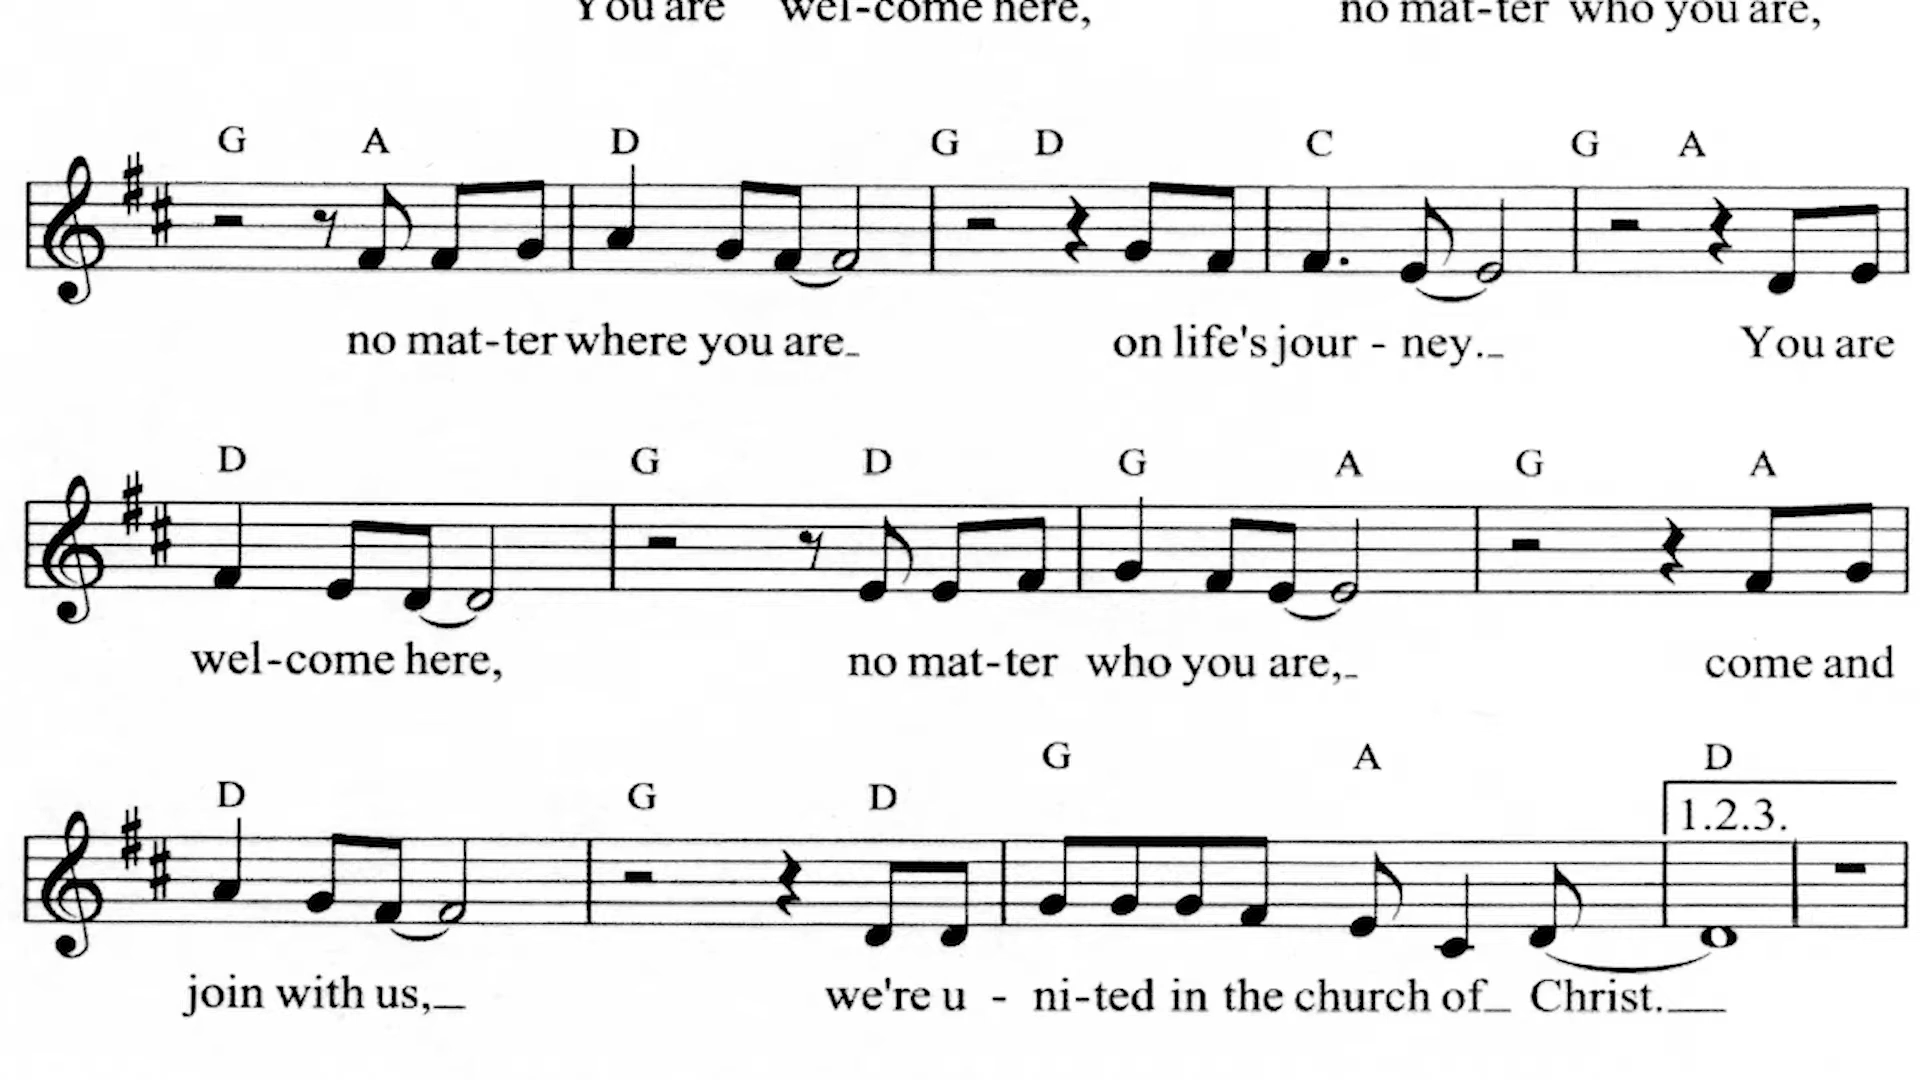 You are wel-come here, no mat-ter who you are,
G A D G D C G A
no mat-ter where you are_ on life's jour - ney._ You are
D G D G A G A
wel-come here, no mat-ter who you are,_ come and
G A D
D G D
1.2.3.
join with us,_ we're u - ni-ted in the church of_ Christ._